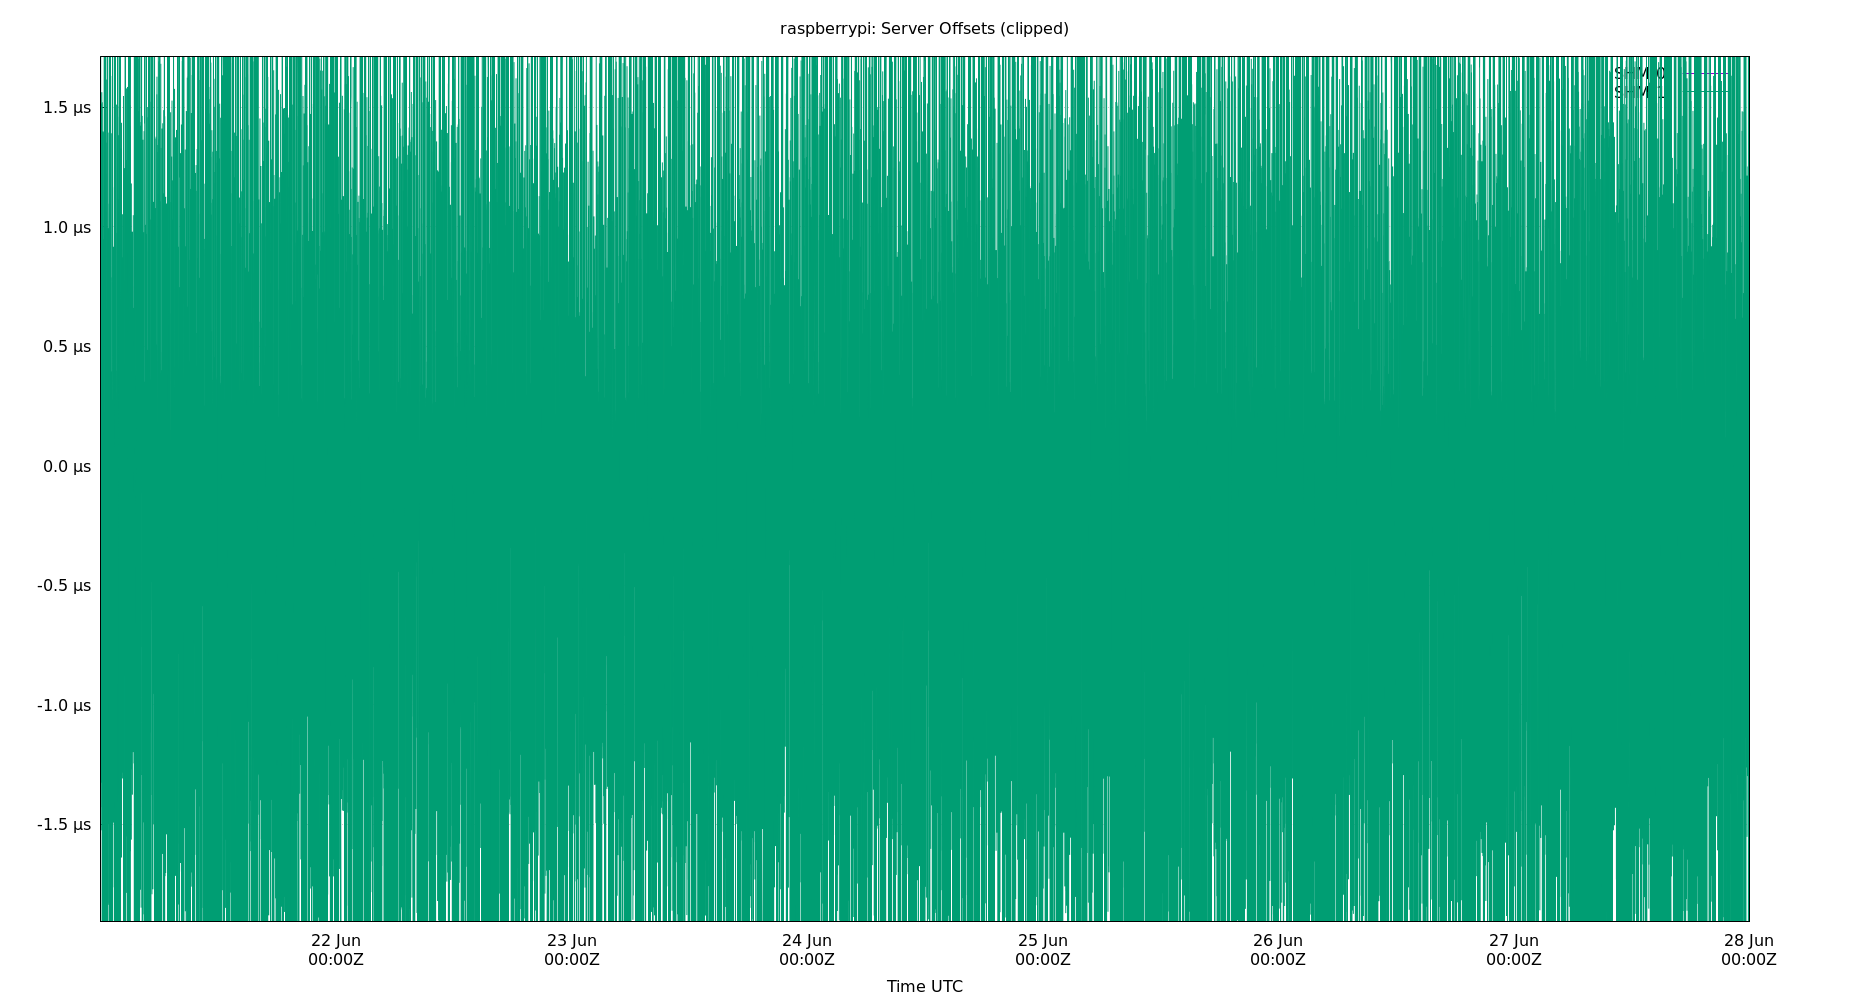 raspberrypi: Server Offsets (clipped)
1.5 µs
1.0 µs
0.5 µs
0.0 µs
-0.5 µs
-1.0 µs
-1.5 µs
22 Jun 23 Jun 24 Jun 25 Jun 26 Jun 27 Jun 28 Jun
00:00Z 00:00Z 00:00Z 00:00Z 00:00Z 00:00Z 00:00Z
Time UTC